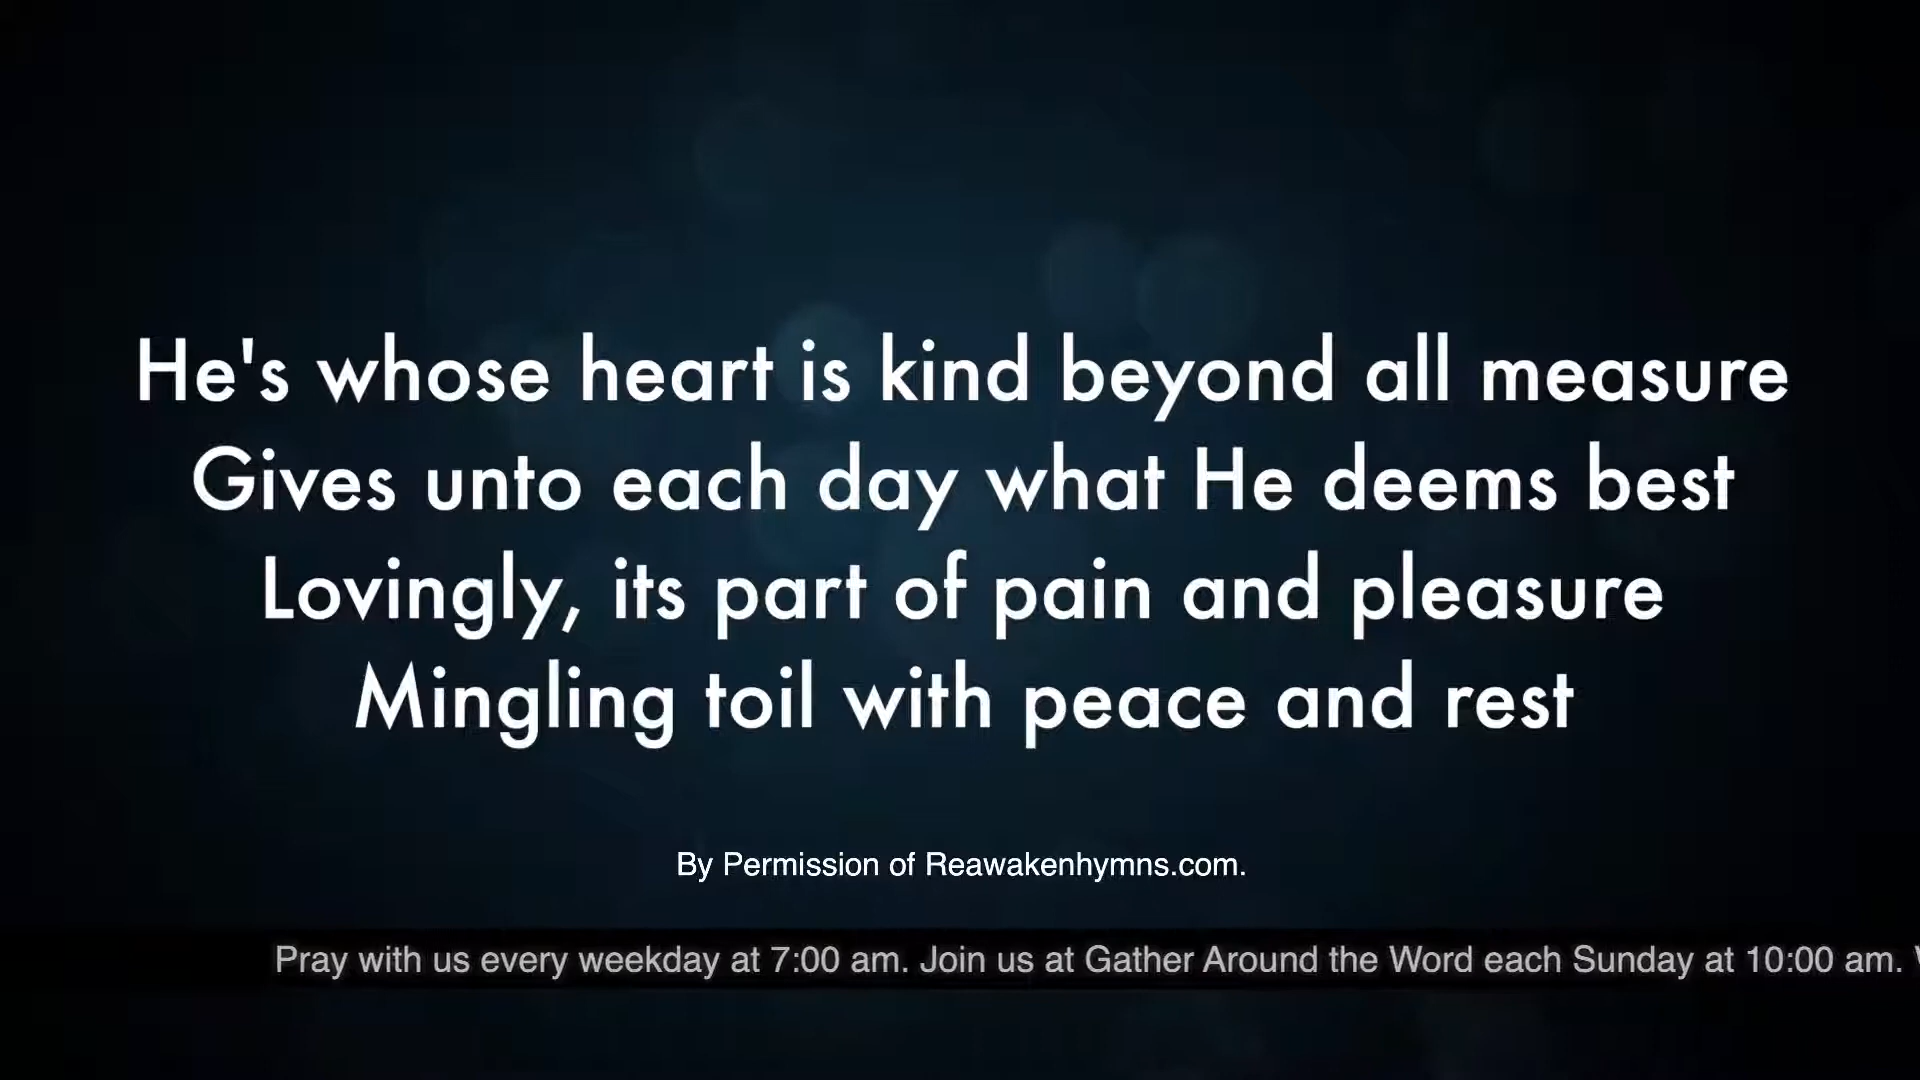 He's whose heart is kind beyond all measure
Gives unto each day what He deems best
Lovingly, its part of pain and pleasure
Mingling toil with peace and rest
By Permission of Reawakenhymns.com.
Pray with us every weekday at 7:00 am. Join us at Gather Around the Word each Sunday at 10:00 am.